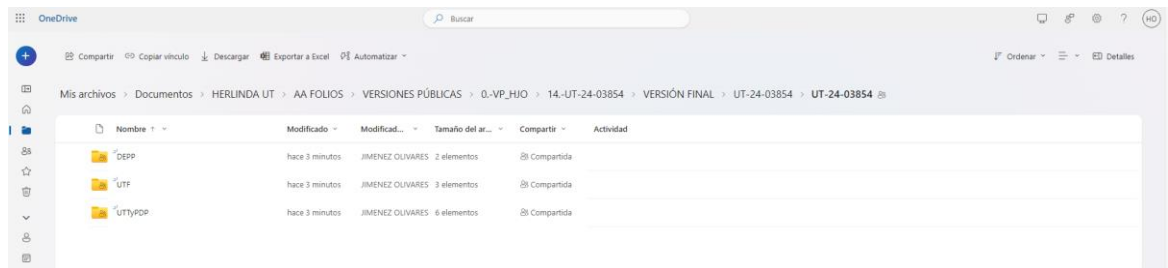 OneDrive
Buscar
HO
Compartir Copiar vínculo Descargar Exportar a Excel Automatizar Ordenar Detalles
Mis archivos > Documentos > HERLINDA UT > AA FOLIOS > VERSIONES PÚBLICAS > 0.-VP_HJO > 14.-UT-24-03854 > VERSIÓN FINAL > UT-24-03854 > UT-24-03854
Nombre ↑ Modificado Modificad... Tamaño del ar... Compartir Actividad
DEPP hace 3 minutos JIMENEZ OLIVARES 2 elementos Compartida
UTF hace 3 minutos JIMENEZ OLIVARES 3 elementos Compartida
UTTyPDP hace 3 minutos JIMENEZ OLIVARES 6 elementos Compartida